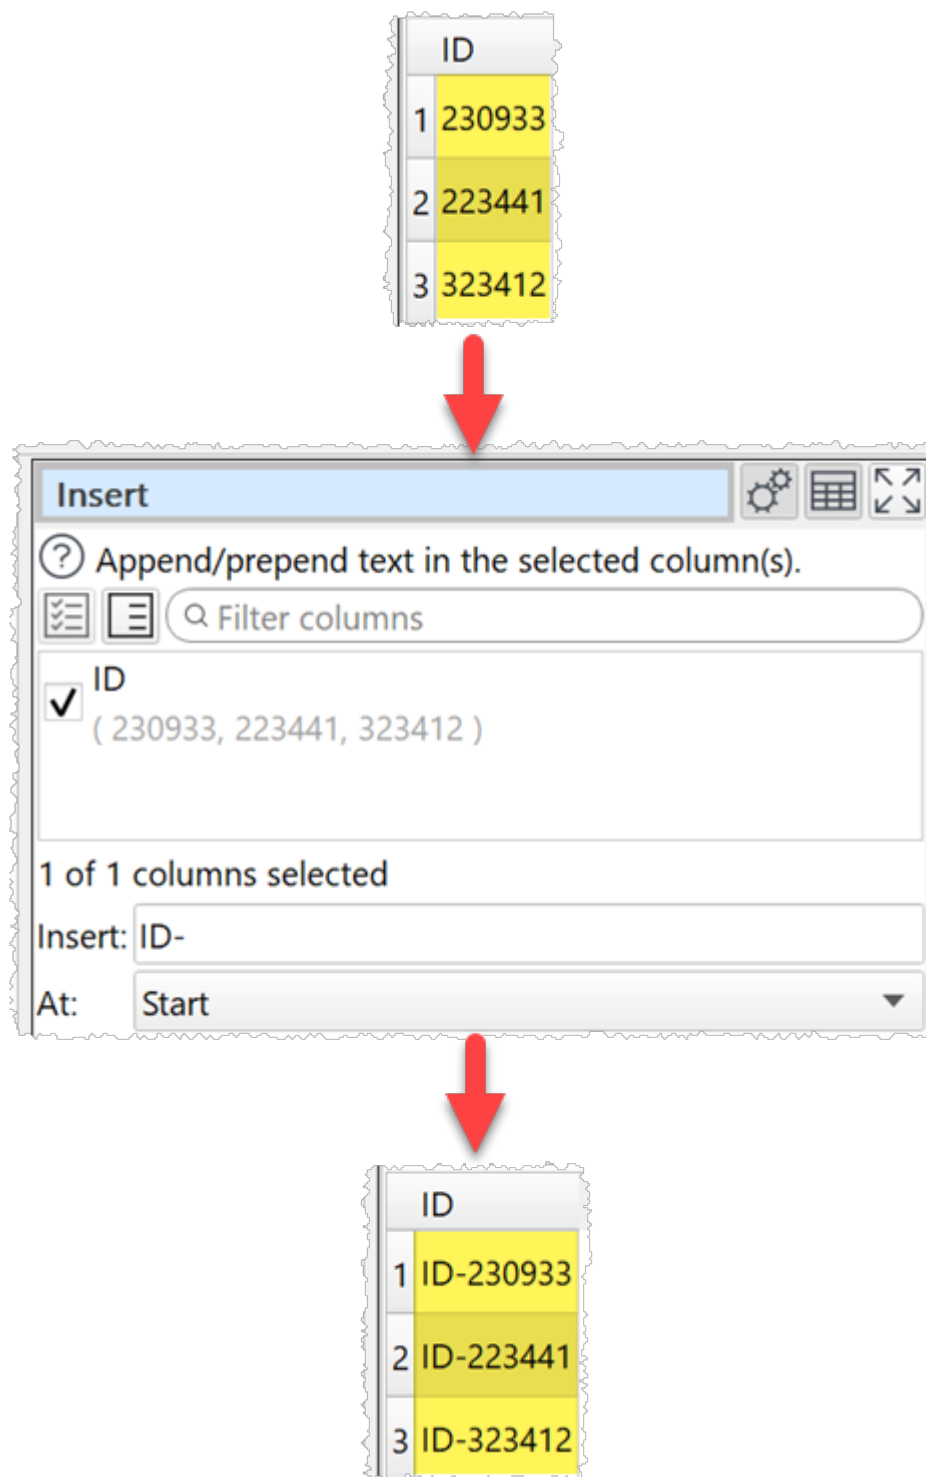 ID
1 230933
2 223441
3 323412
Insert
? Append/prepend text in the selected column(s).
Filter columns
ID
( 230933, 223441, 323412 )
1 of 1 columns selected
Insert: ID-
At: Start
ID
1 ID-230933
2 ID-223441
3 ID-323412